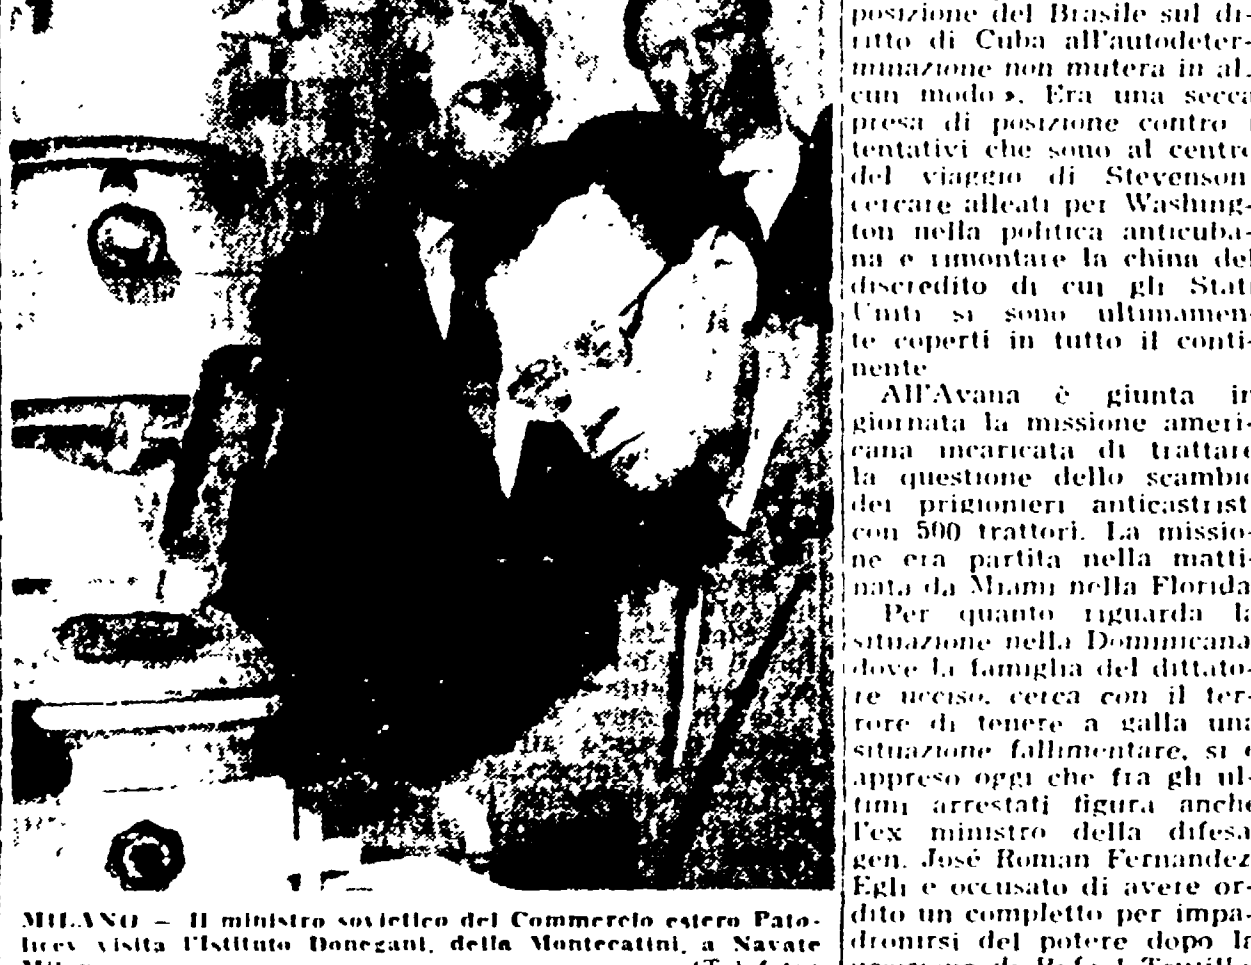 MILANO — Il ministro sovietico del Commercio estero Pato-
licev visita l'Istituto Donegani, della Montecatini, a Novate
posizione del Brasile sul di-
ritto di Cuba all'autodeter-
minazione non mutera in al-
cun modo ». Era una secca
presa di posizione contro i
tentativi che sono al centro
del viaggio di Stevenson
cercare alleati per Washing-
ton nella politica anticuba-
na e rimontare la china del
discredito di cui gli Stati
Uniti si sono ultimamen-
te coperti in tutto il conti-
nente
All'Avana è giunta in
giornata la missione ameri-
cana incaricata di trattare
la questione dello scambio
dei prigionieri anticastristi
con 500 trattori. La missio-
ne era partita nella matti-
nata da Miami nella Florida
Per quanto riguarda la
situazione nella Dominicana
dove la famiglia del dittato-
re ucciso, cerca con il ter-
rore di tenere a galla una
situazione fallimentare, si è
appreso oggi che fra gli ul-
timi arrestati figura anche
l'ex ministro della difesa
gen. José Roman Fernandez
Egli e accusato di avere or-
dito un completto per impa-
dronirsi del potere dopo la